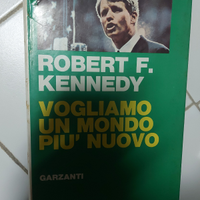 ROBERT F.
KENNEDY
VOGLIAMO
UN MONDO
PIU' NUOVO
GARZANTI